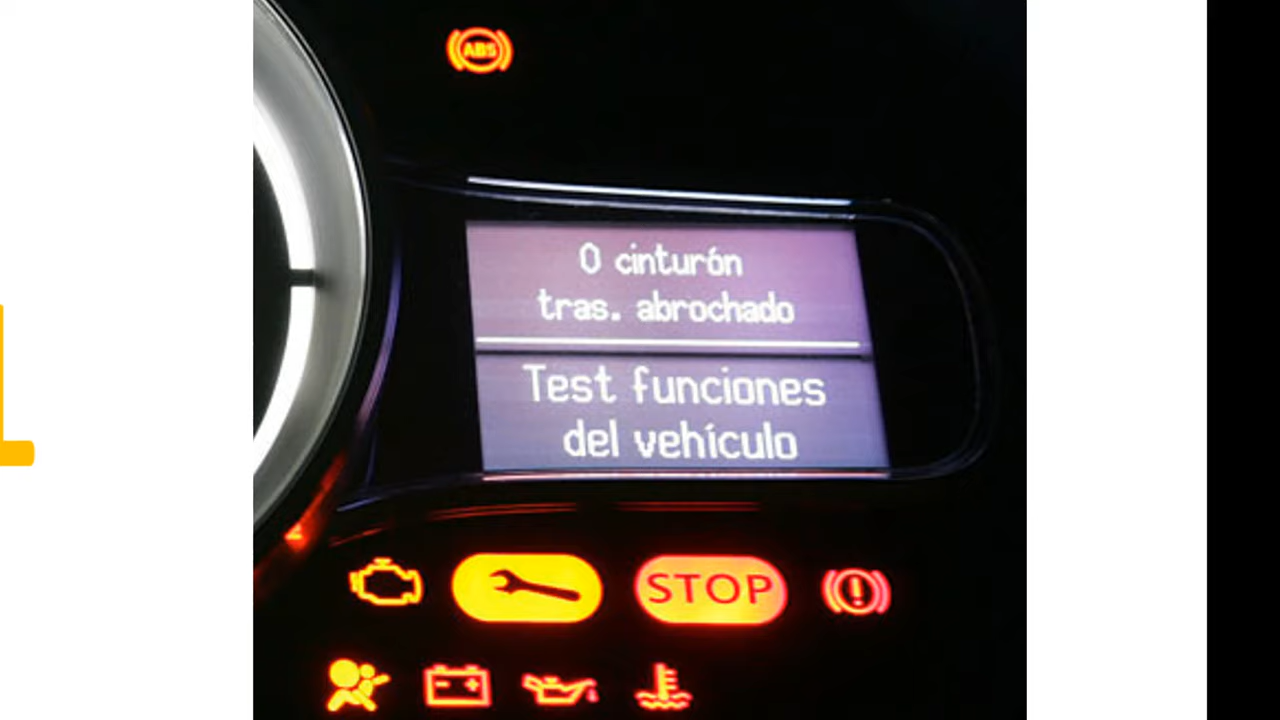 ABS
0 cinturón
tras. abrochado
Test funciones
del vehículo
STOP